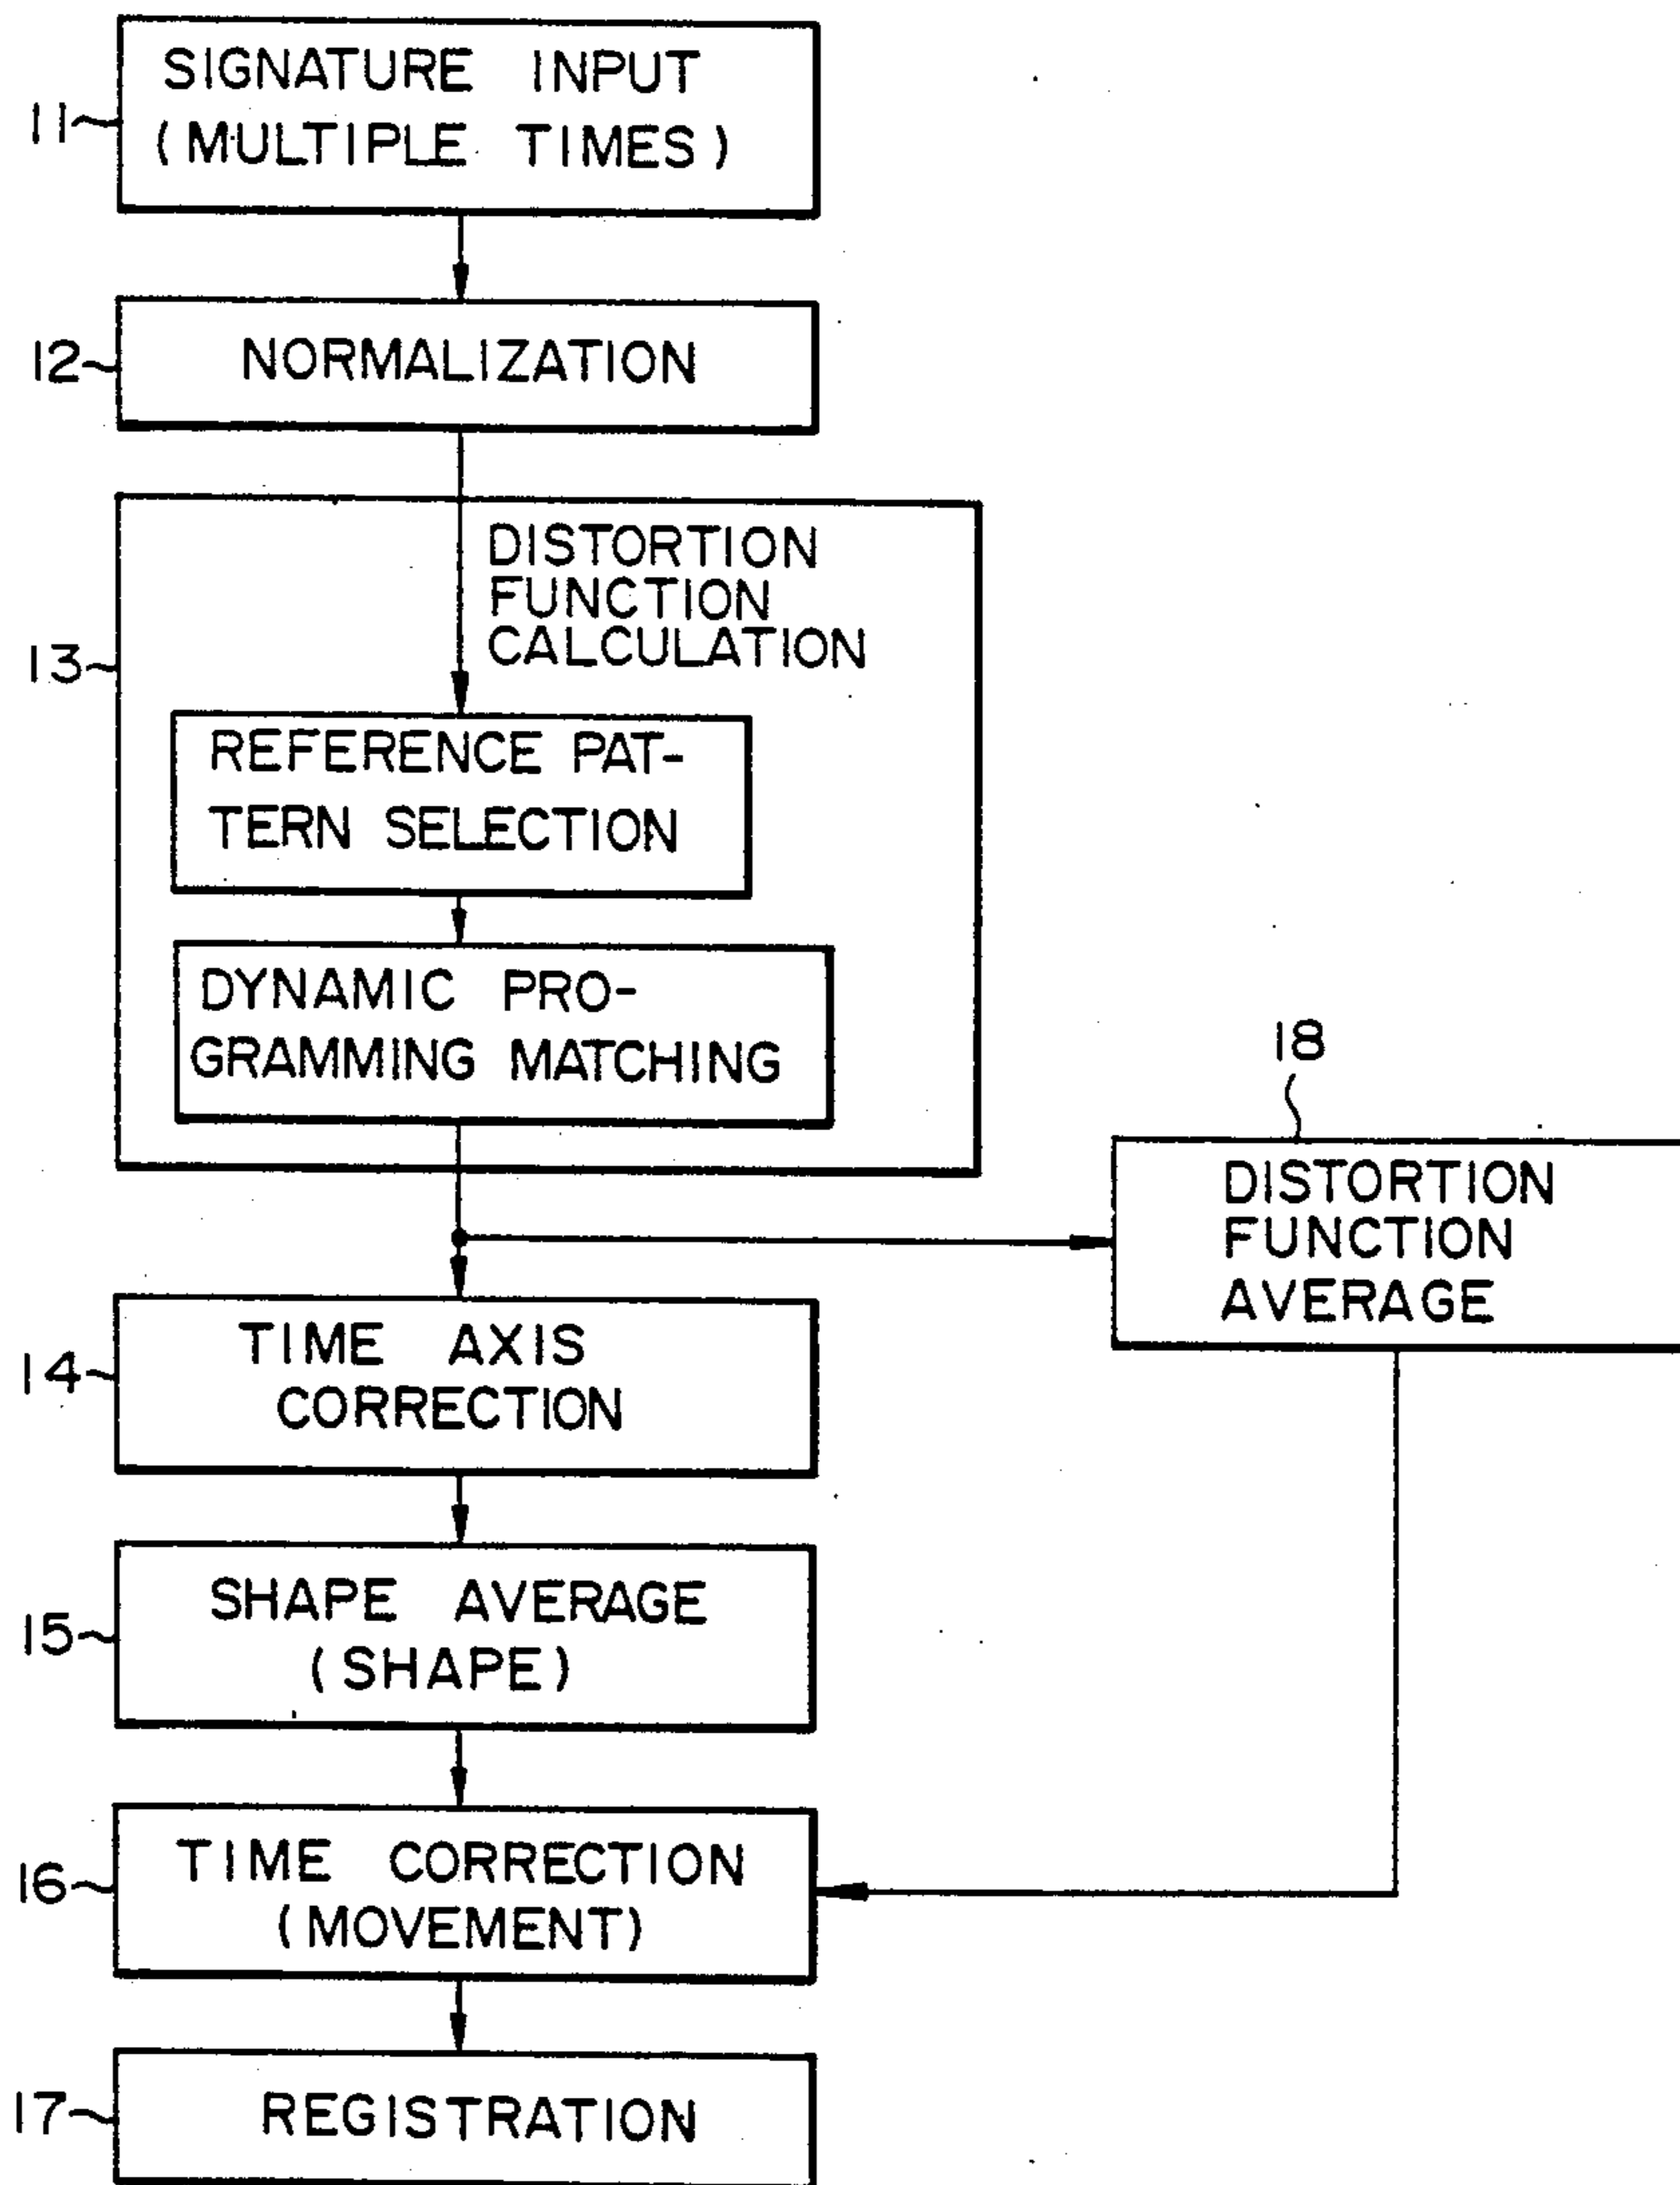 SIGNATURE INPUT
(MULTIPLE TIMES)
11
NORMALIZATION
12
DISTORTION
FUNCTION
CALCULATION
13
REFERENCE PAT-
TERN SELECTION
DYNAMIC PRO-
GRAMMING MATCHING
18
DISTORTION
FUNCTION
AVERAGE
TIME AXIS
CORRECTION
14
SHAPE AVERAGE
(SHAPE)
15
TIME CORRECTION
(MOVEMENT)
16
REGISTRATION
17